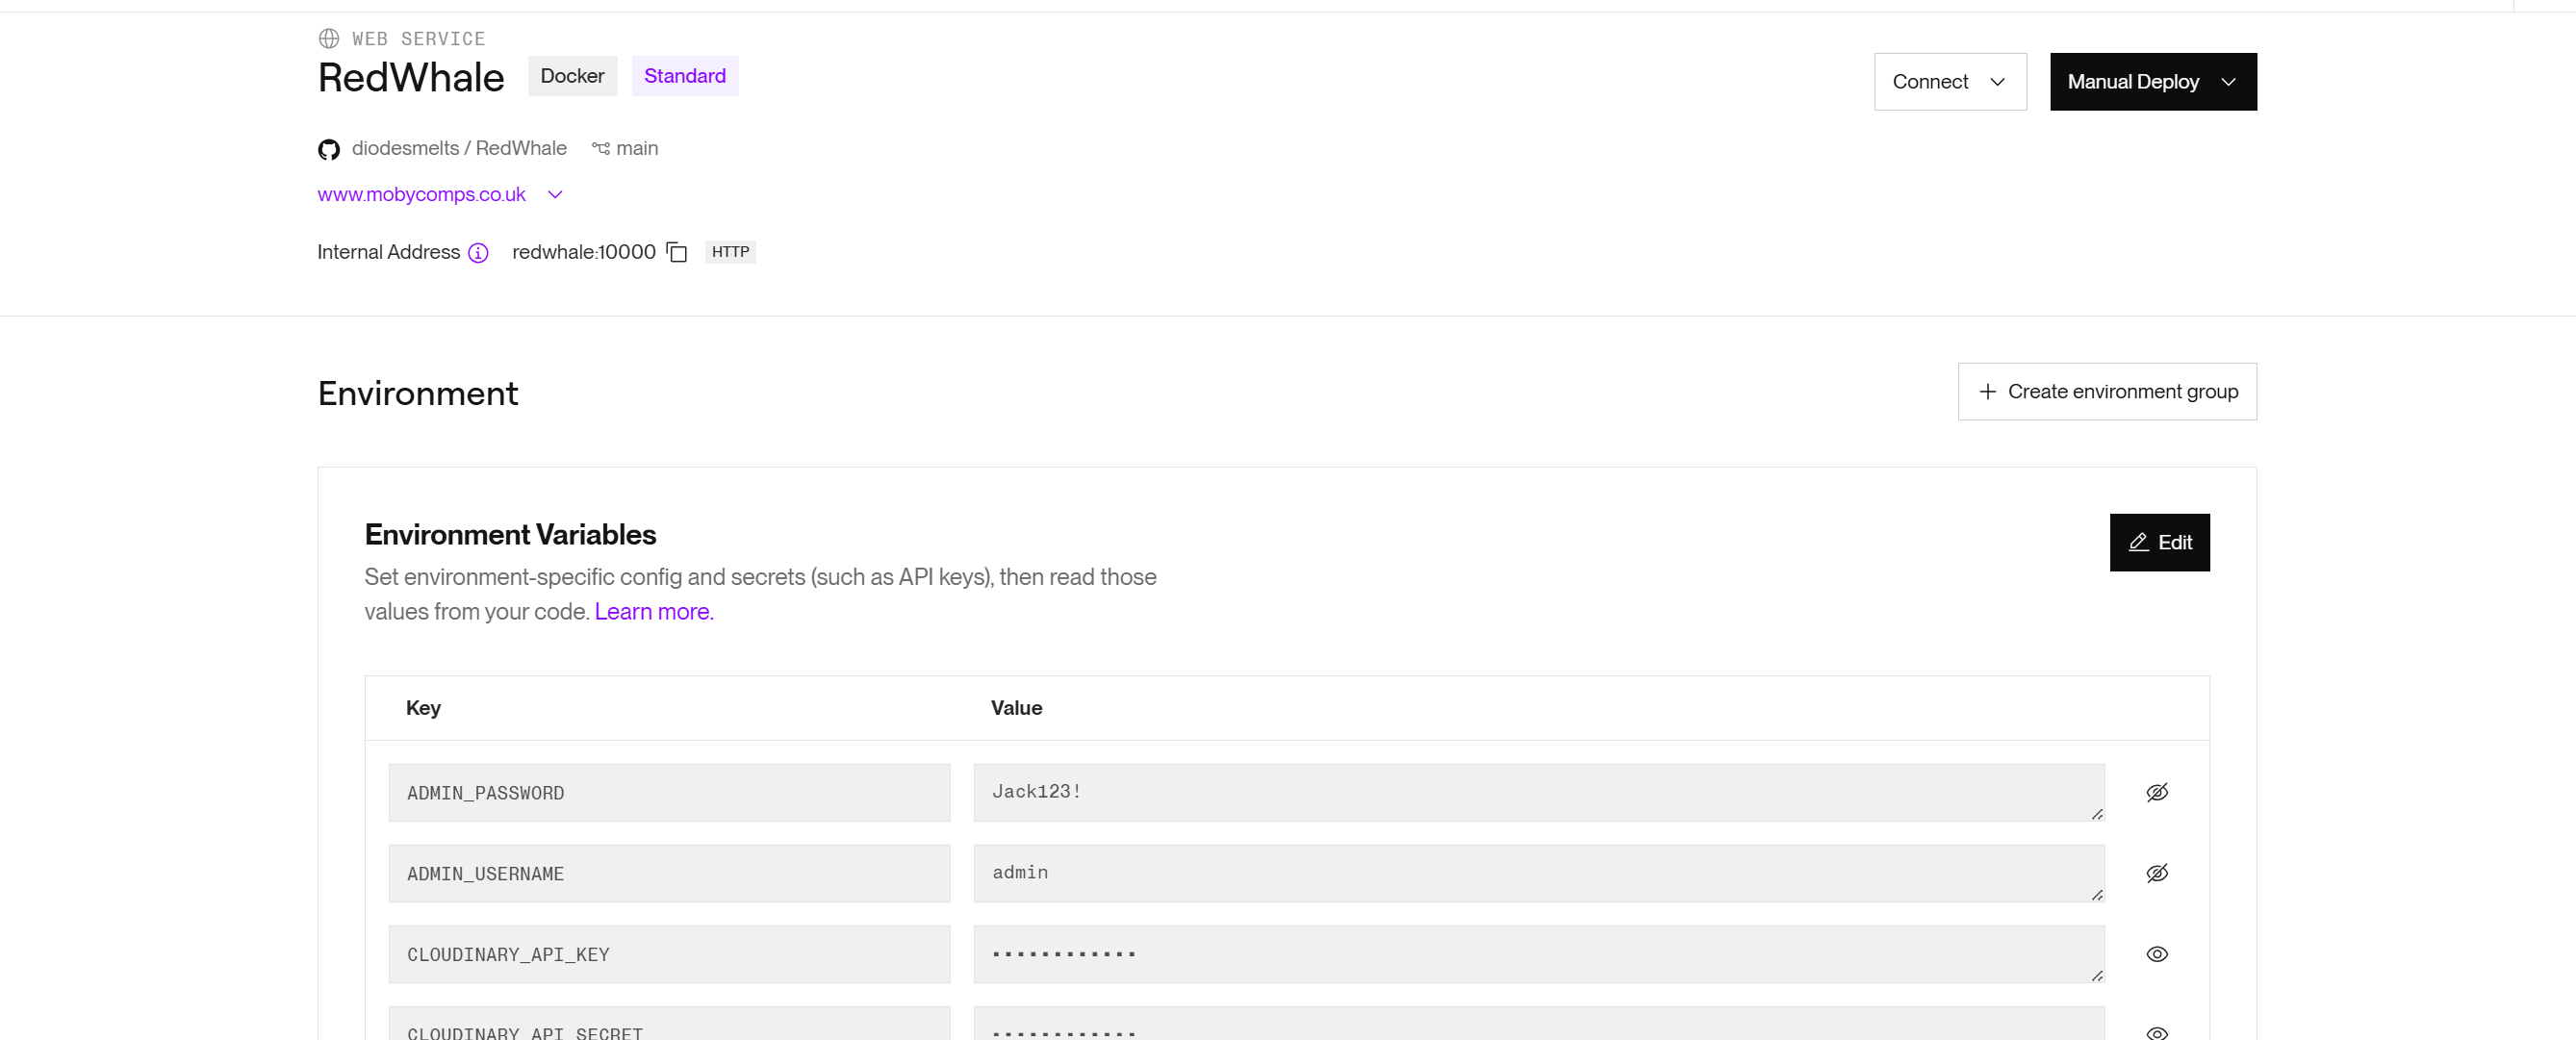 WEB SERVICE
RedWhale Docker Standard
Connect Manual Deploy
diodesmelts / RedWhale main
www.mobycomps.co.uk
Internal Address redwhale:10000 HTTP
Environment
Create environment group
Environment Variables
Edit
Set environment-specific config and secrets (such as API keys), then read those
values from your code. Learn more.
Key Value
ADMIN_PASSWORD Jack123!
ADMIN_USERNAME admin
CLOUDINARY_API_KEY ············
CLOUDINARY_API_SECRET ············